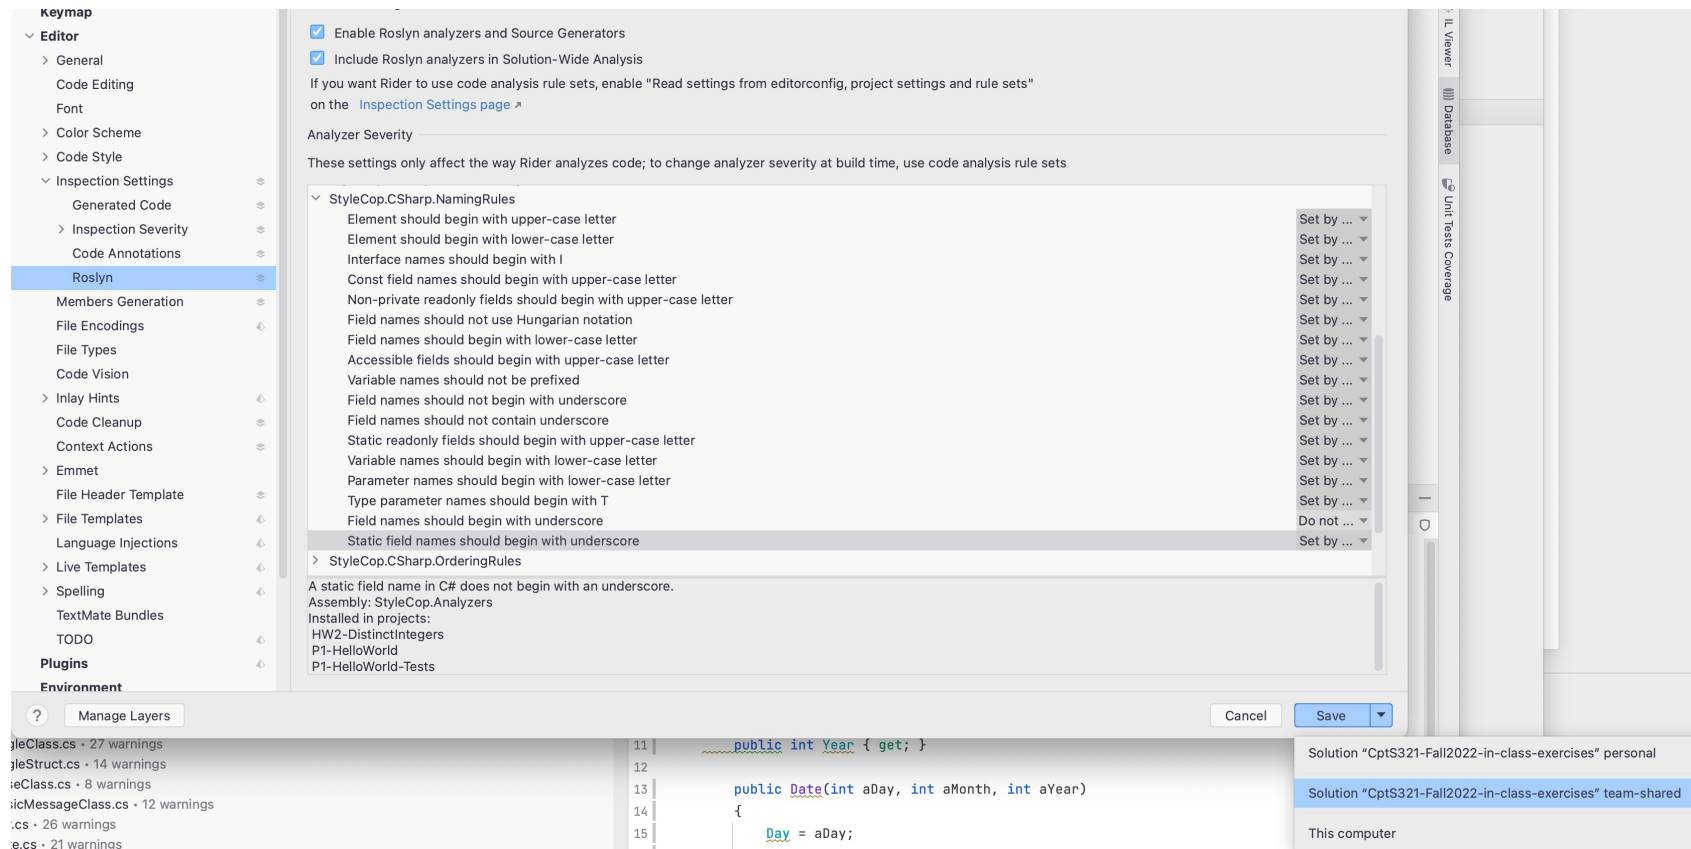 Keymap
Editor
General
Code Editing
Font
Color Scheme
Code Style
Inspection Settings
Generated Code
Inspection Severity
Code Annotations
Roslyn
Members Generation
File Encodings
File Types
Code Vision
Inlay Hints
Code Cleanup
Context Actions
Emmet
File Header Template
File Templates
Language Injections
Live Templates
Spelling
TextMate Bundles
TODO
Plugins
Environment
Enable Roslyn analyzers and Source Generators
Include Roslyn analyzers in Solution-Wide Analysis
If you want Rider to use code analysis rule sets, enable "Read settings from editorconfig, project settings and rule sets"
on the Inspection Settings page ↗
Analyzer Severity
These settings only affect the way Rider analyzes code; to change analyzer severity at build time, use code analysis rule sets
StyleCop.CSharp.NamingRules
Element should begin with upper-case letter Set by ...
Element should begin with lower-case letter Set by ...
Interface names should begin with I Set by ...
Const field names should begin with upper-case letter Set by ...
Non-private readonly fields should begin with upper-case letter Set by ...
Field names should not use Hungarian notation Set by ...
Field names should begin with lower-case letter Set by ...
Accessible fields should begin with upper-case letter Set by ...
Variable names should not be prefixed Set by ...
Field names should not begin with underscore Set by ...
Field names should not contain underscore Set by ...
Static readonly fields should begin with upper-case letter Set by ...
Variable names should begin with lower-case letter Set by ...
Parameter names should begin with lower-case letter Set by ...
Type parameter names should begin with T Set by ...
Field names should begin with underscore Do not ...
Static field names should begin with underscore Set by ...
StyleCop.CSharp.OrderingRules
A static field name in C# does not begin with an underscore.
Assembly: StyleCop.Analyzers
Installed in projects:
HW2-DistinctIntegers
P1-HelloWorld
P1-HelloWorld-Tests
? Manage Layers
Cancel
Save
IL Viewer
Database
Unit Tests Coverage
gleClass.cs • 27 warnings
gleStruct.cs • 14 warnings
seClass.cs • 8 warnings
sicMessageClass.cs • 12 warnings
.cs • 26 warnings
te.cs • 21 warnings
11 public int Year { get; }
12
13 public Date(int aDay, int aMonth, int aYear)
14 {
15 Day = aDay;
Solution “CptS321-Fall2022-in-class-exercises” personal
Solution “CptS321-Fall2022-in-class-exercises” team-shared
This computer